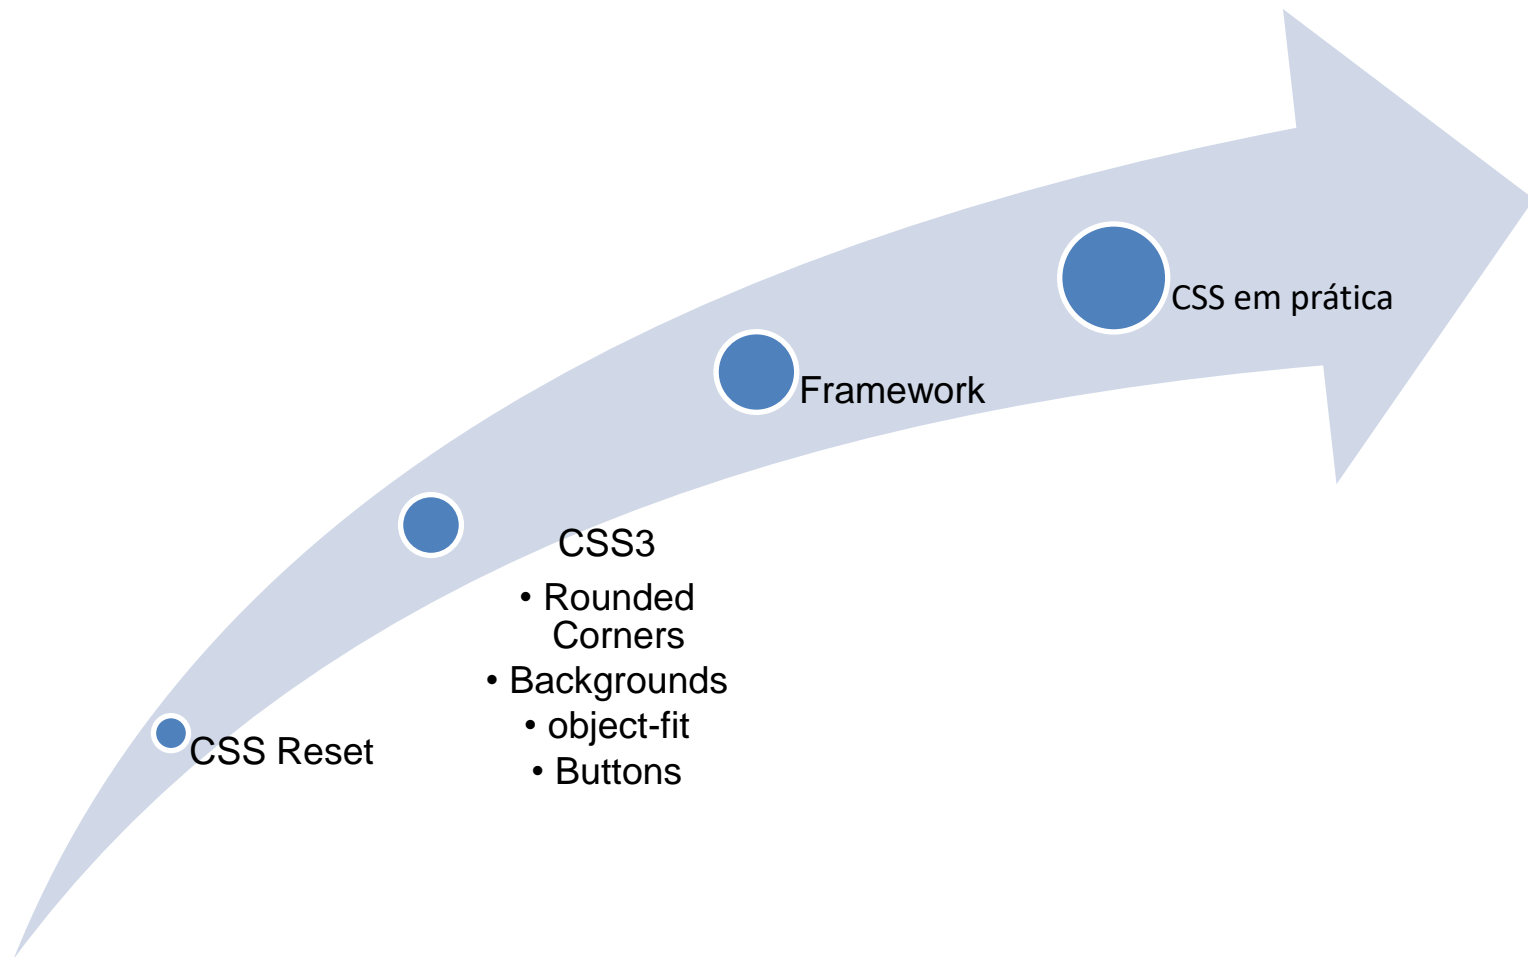 CSS Reset
CSS3
• Rounded
Corners
• Backgrounds
• object-fit
• Buttons
Framework
CSS em prática